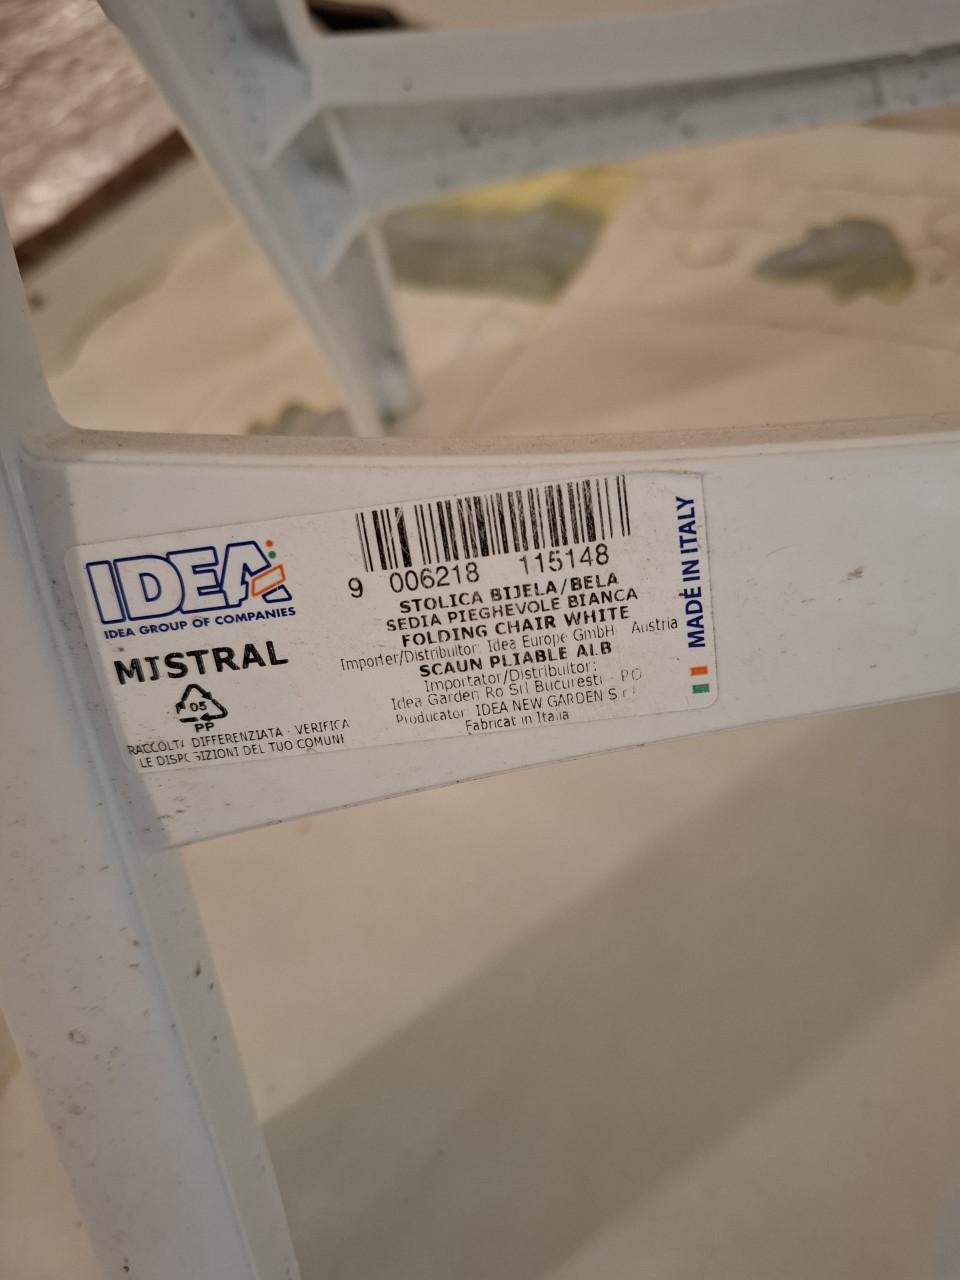 IDEA
IDEA GROUP OF COMPANIES
MISTRAL
05
PP
RACCOLTA DIFFERENZIATA - VERIFICA
LE DISPOSIZIONI DEL TUO COMUNE
9 006218 115148
STOLICA BIJELA/BELA
SEDIA PIEGHEVOLE BIANCA
FOLDING CHAIR WHITE
Importer/Distributor: Idea Europe GmbH Austria
SCAUN PLIABLE ALB
Importator/Distribuitor:
Idea Garden Ro Srl Bucuresti -
Producator: IDEA NEW GARDEN S.r.l
Fabricat in Italia
MADE IN ITALY